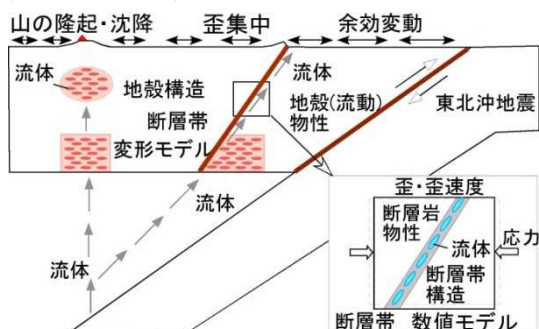 山の隆起・沈降 歪集中 余効変動
流体
流体 地殻構造 地殻(流動) 東北沖地震
断層帯 物性
変形モデル
流体
流体
歪・歪速度
断層岩
物性 流体 応力
断層帯
構造
断層帯 数値モデル